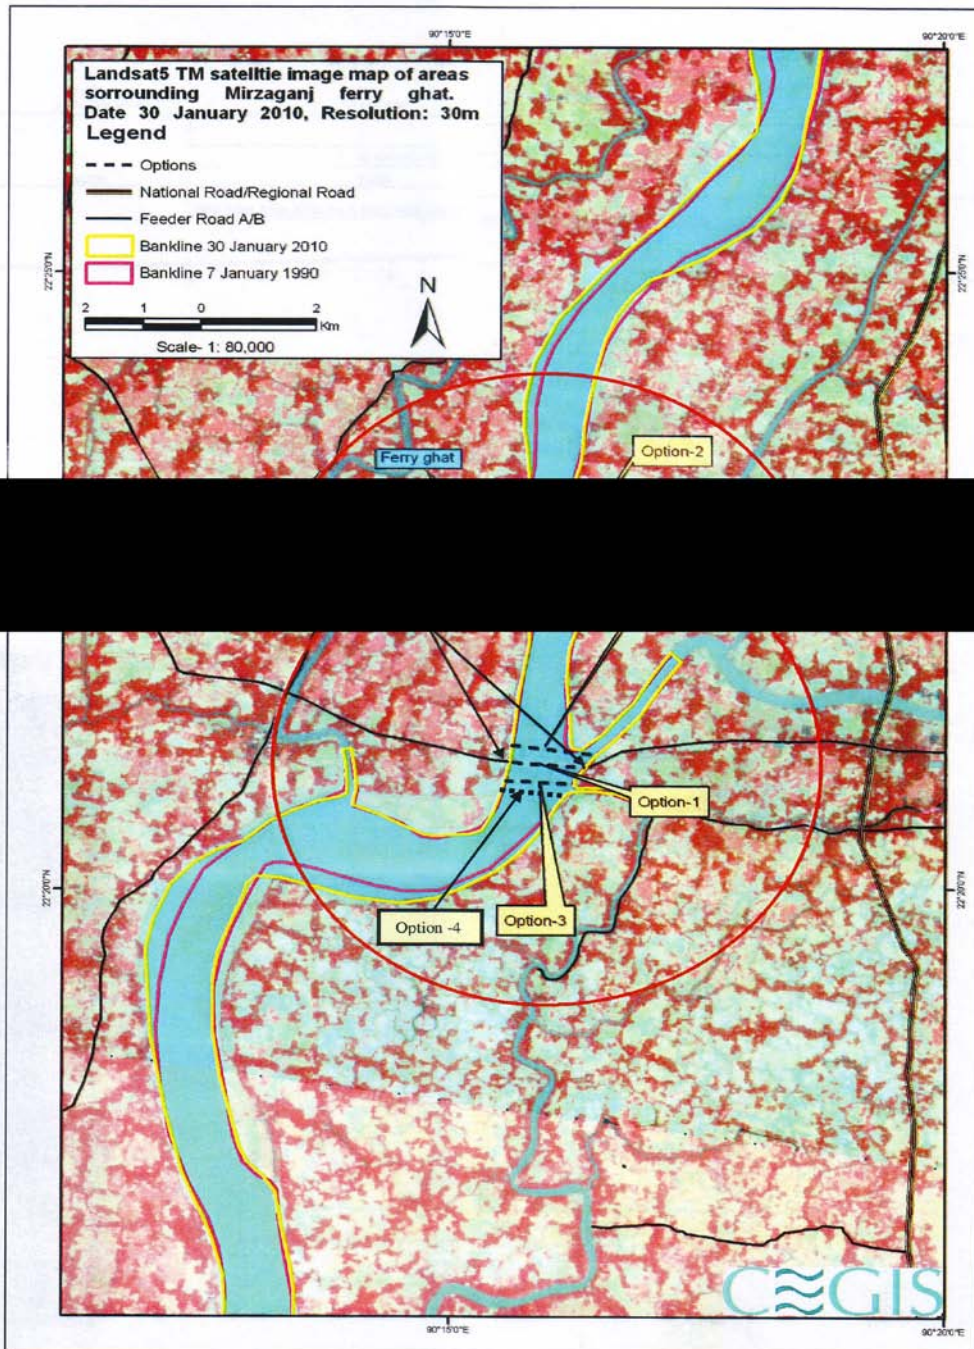 90°15'0"E
90°20'0"E
Landsat5 TM satelltie image map of areas
sorrounding Mirzaganj ferry ghat.
Date 30 January 2010, Resolution: 30m
Legend
Options
National Road/Regional Road
Feeder Road A/B
Bankline 30 January 2010
Bankline 7 January 1990
N
2 1 0 2
Km
Scale- 1: 80,000
22°25'0"N
22°25'0"N
Ferry ghat
Option-2
Option-1
22°20'0"N
22°20'0"N
Option -4
Option-3
CEGIS
90°15'0"E
90°20'0"E